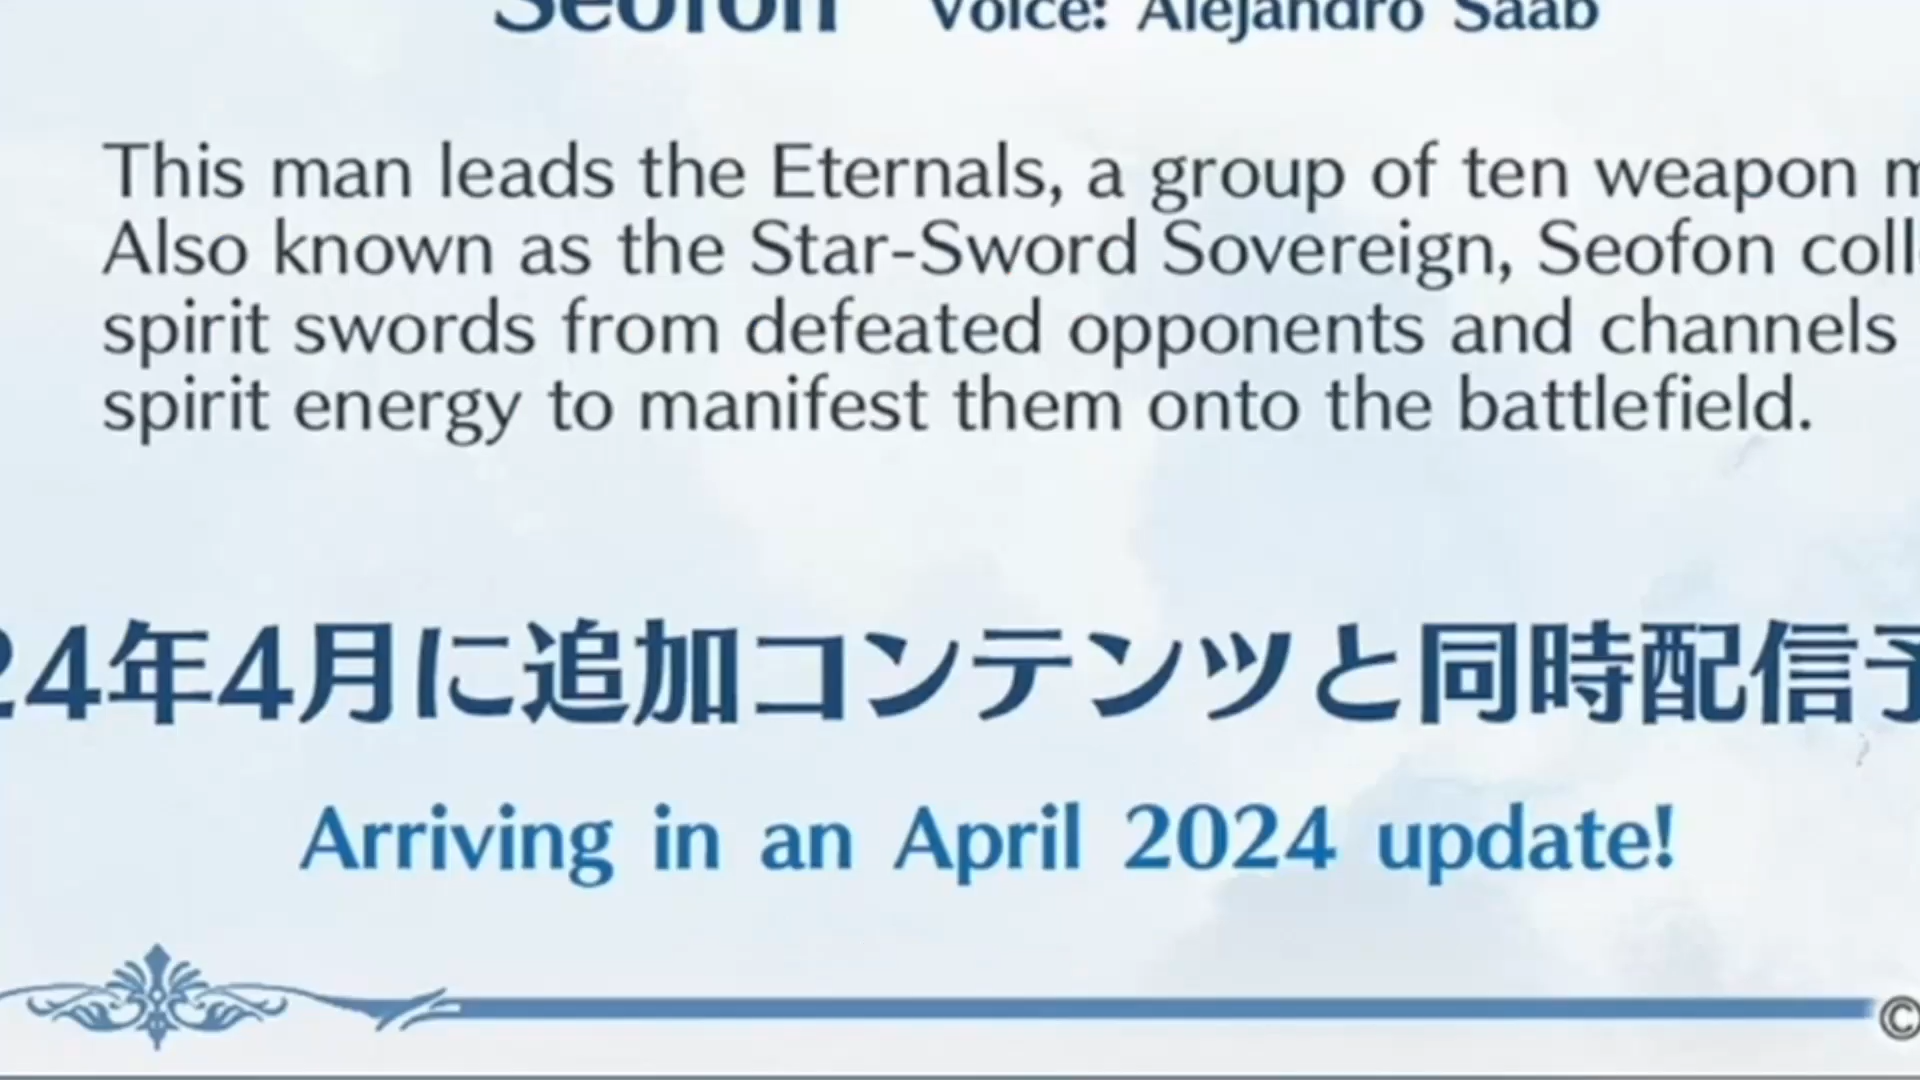 Seofon Voice: Alejandro Saab
This man leads the Eternals, a group of ten weapon
Also known as the Star-Sword Sovereign, Seofon
spirit swords from defeated opponents and channels
spirit energy to manifest them onto the battlefield.
24年4月に追加コンテンツと同時配信予
Arriving in an April 2024 update!
©